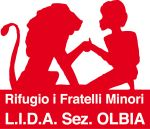 Rifugio i Fratelli Minori
L.I.D.A. Sez. OLBIA